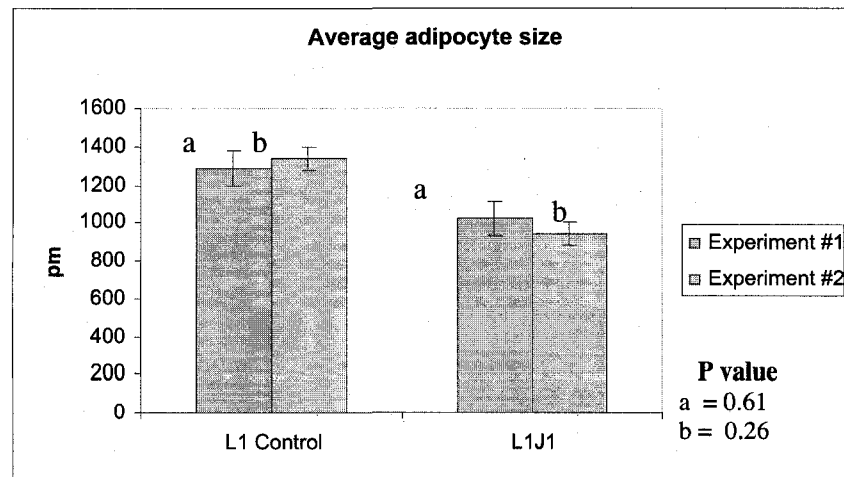 Average adipocyte size
1600
1400
1200
1000
800
600
400
200
0
pm
a
b
a
b
L1 Control
L1J1
Experiment #1
Experiment #2
P value
a = 0.61
b = 0.26